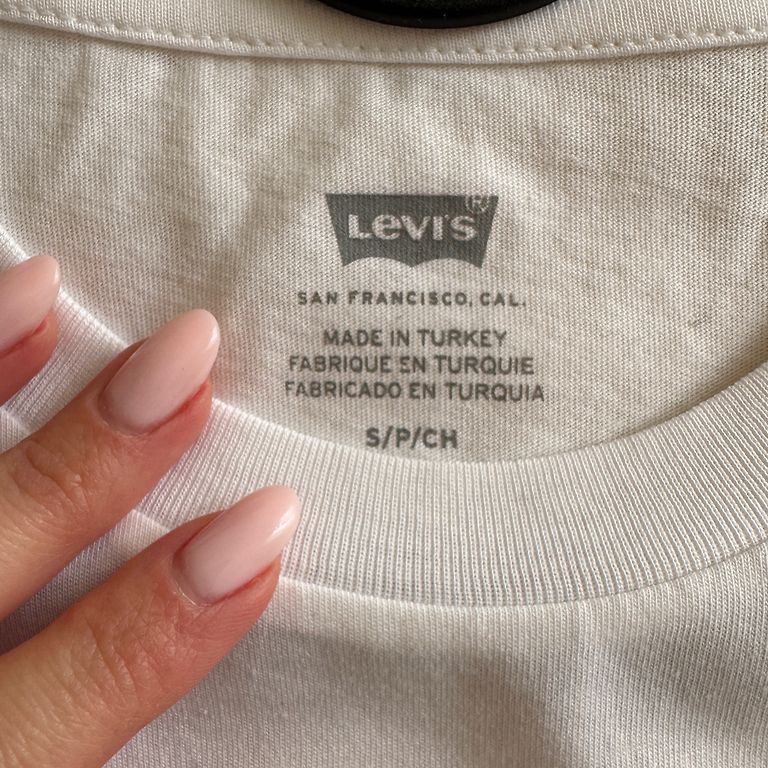 Levi's®
SAN FRANCISCO, CAL.
MADE IN TURKEY
FABRIQUE EN TURQUIE
FABRICADO EN TURQUIA
S/P/CH